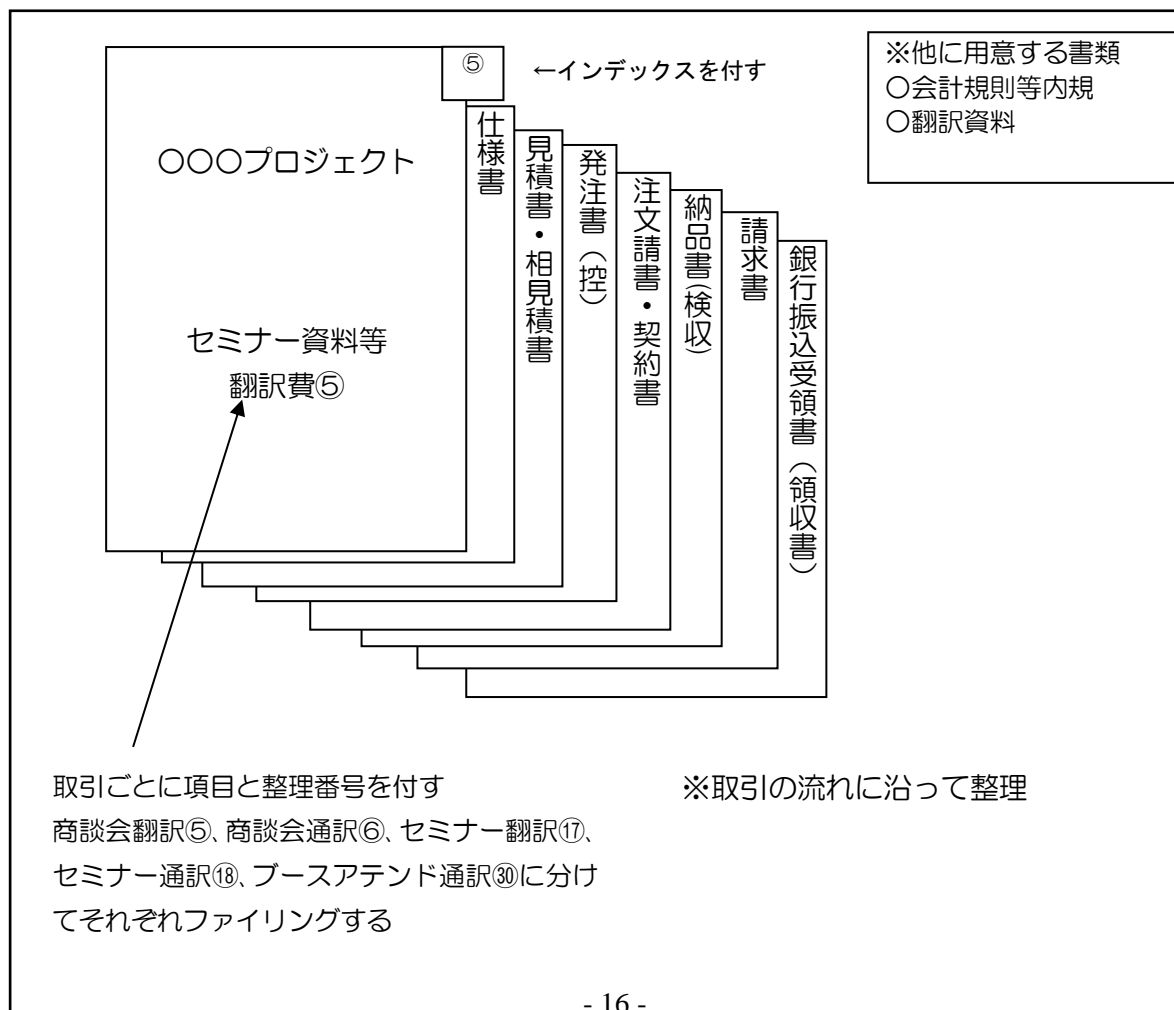 ⑤
←インデックスを付す
※他に用意する書類
○会計規則等内規
○翻訳資料
○○○プロジェクト
セミナー資料等
翻訳費⑤
仕様書
見積書・相見積書
発注書（控）
注文請書・契約書
納品書(検収)
請求書
銀行振込受領書（領収書）
取引ごとに項目と整理番号を付す
商談会翻訳⑤、商談会通訳⑥、セミナー翻訳⑰、
セミナー通訳⑱、ブースアテンド通訳㉚に分け
てそれぞれファイリングする
※取引の流れに沿って整理
- 16 -